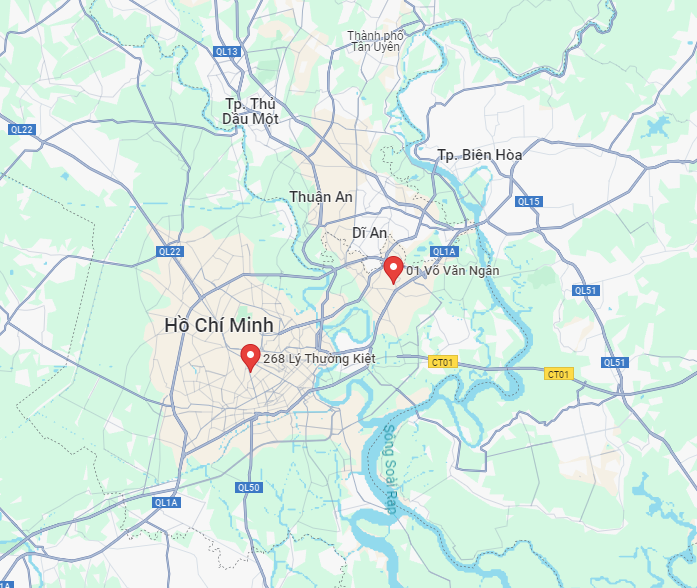 Thành phố
Tân Uyên
QL13
Tp. Thủ
Dầu Một
QL22
Tp. Biên Hòa
Thuận An
QL15
Dĩ An
QL22
QL1A
01 Võ Văn Ngân
QL51
Hồ Chí Minh
268 Lý Thường Kiệt
CT01
QL51
CT01
Sông Soài Rạp
QL50
QL1A
1A